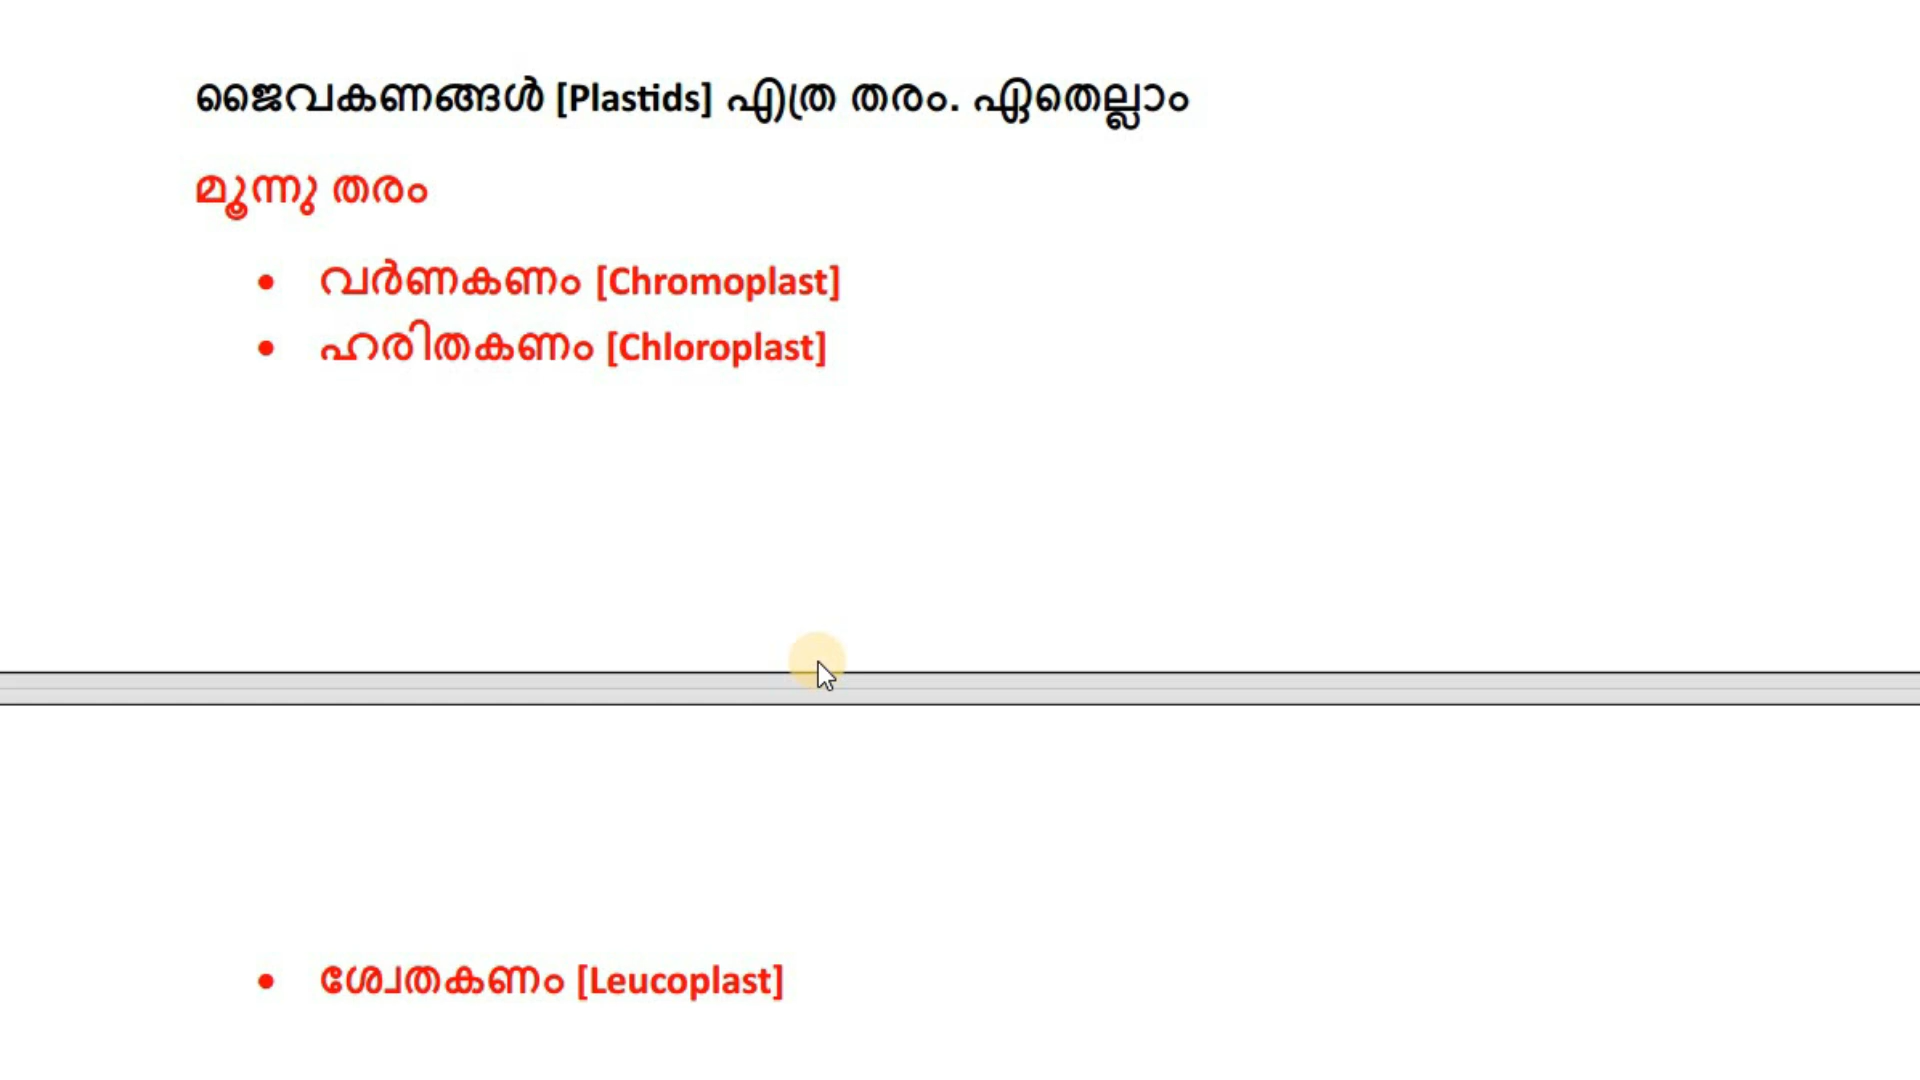 ജൈവകണങ്ങൾ [Plastids] എത്ര തരം. ഏതെല്ലാം
മൂന്നു തരം
• വർണകണം [Chromoplast]
• ഹരിതകണം [Chloroplast]
• ശ്വേതകണം [Leucoplast]